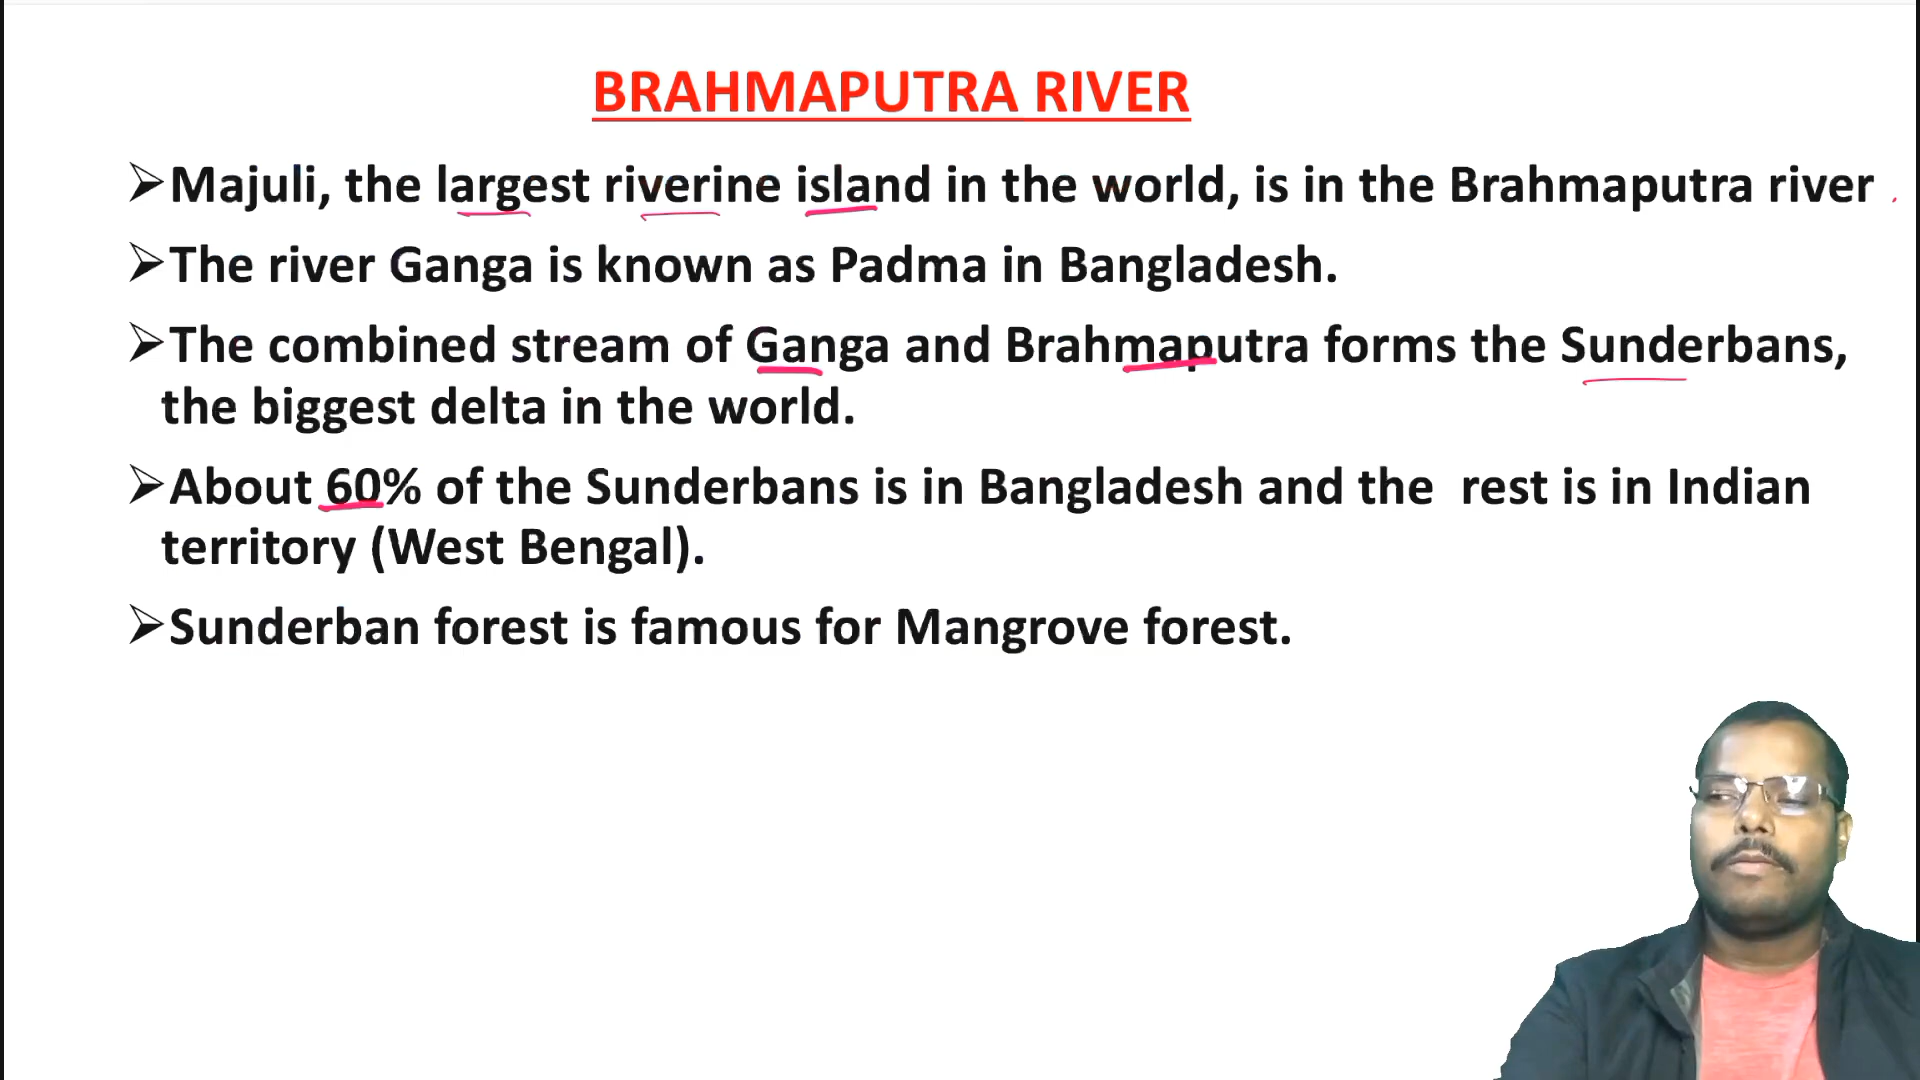 BRAHMAPUTRA RIVER
➢Majuli, the largest riverine island in the world, is in the Brahmaputra river .
➢The river Ganga is known as Padma in Bangladesh.
➢The combined stream of Ganga and Brahmaputra forms the Sunderbans,
the biggest delta in the world.
➢About 60% of the Sunderbans is in Bangladesh and the rest is in Indian
territory (West Bengal).
➢Sunderban forest is famous for Mangrove forest.